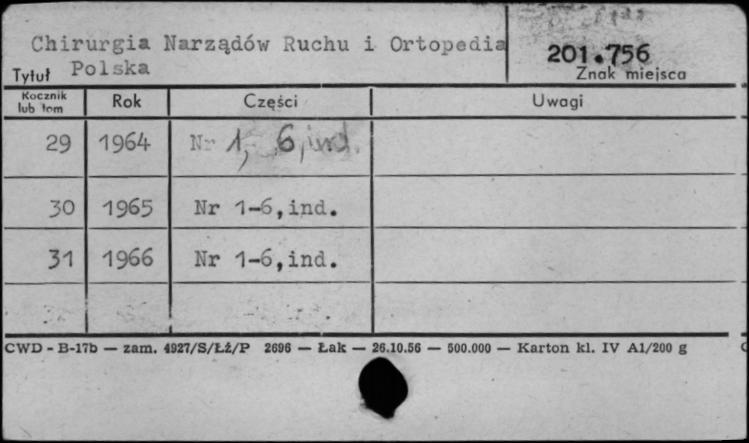 Chirurgia Narządów Ruchu i Ortopedia
Polska
Tytuł
201.756
Znak miejsca
Rocznik lub tom Rok Części Uwagi
29 1964 Nr 1, 6, ind.
30 1965 Nr 1-6, ind.
31 1966 Nr 1-6, ind.
CWD - B-17b — zam. 4927/S/Łź/P 2696 — Łak — 26.10.56 — 500.000 — Karton kl. IV A1/200 g